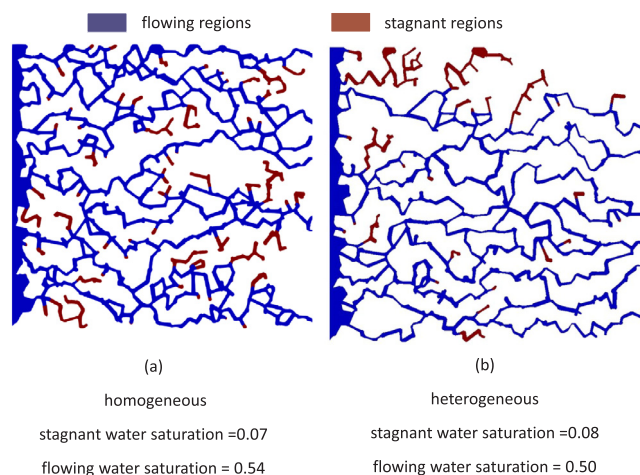 flowing regions
stagnant regions
(a)
homogeneous
stagnant water saturation =0.07
flowing water saturation = 0.54
(b)
heterogeneous
stagnant water saturation =0.08
flowing water saturation = 0.50